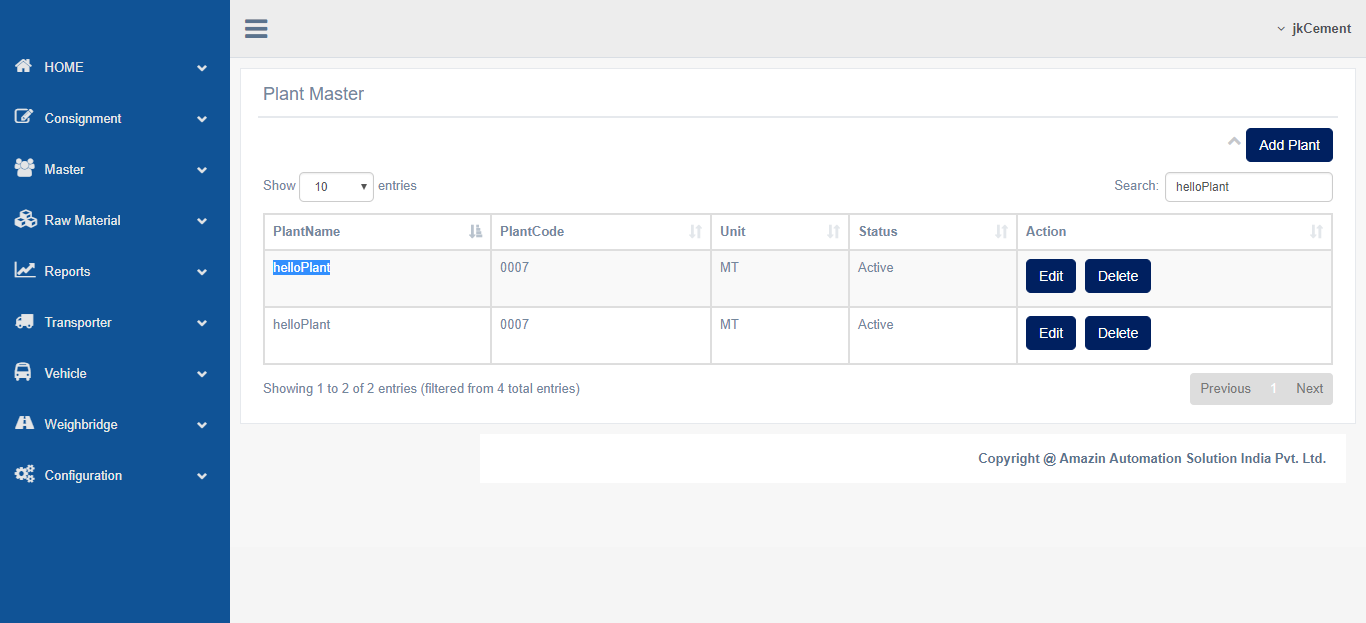 jkCement
HOME
Consignment
Master
Raw Material
Reports
Transporter
Vehicle
Weighbridge
Configuration
Plant Master
Add Plant
Show 10 entries Search: helloPlant
PlantName PlantCode Unit Status Action
helloPlant 0007 MT Active Edit Delete
helloPlant 0007 MT Active Edit Delete
Showing 1 to 2 of 2 entries (filtered from 4 total entries) Previous 1 Next
Copyright @ Amazin Automation Solution India Pvt. Ltd.